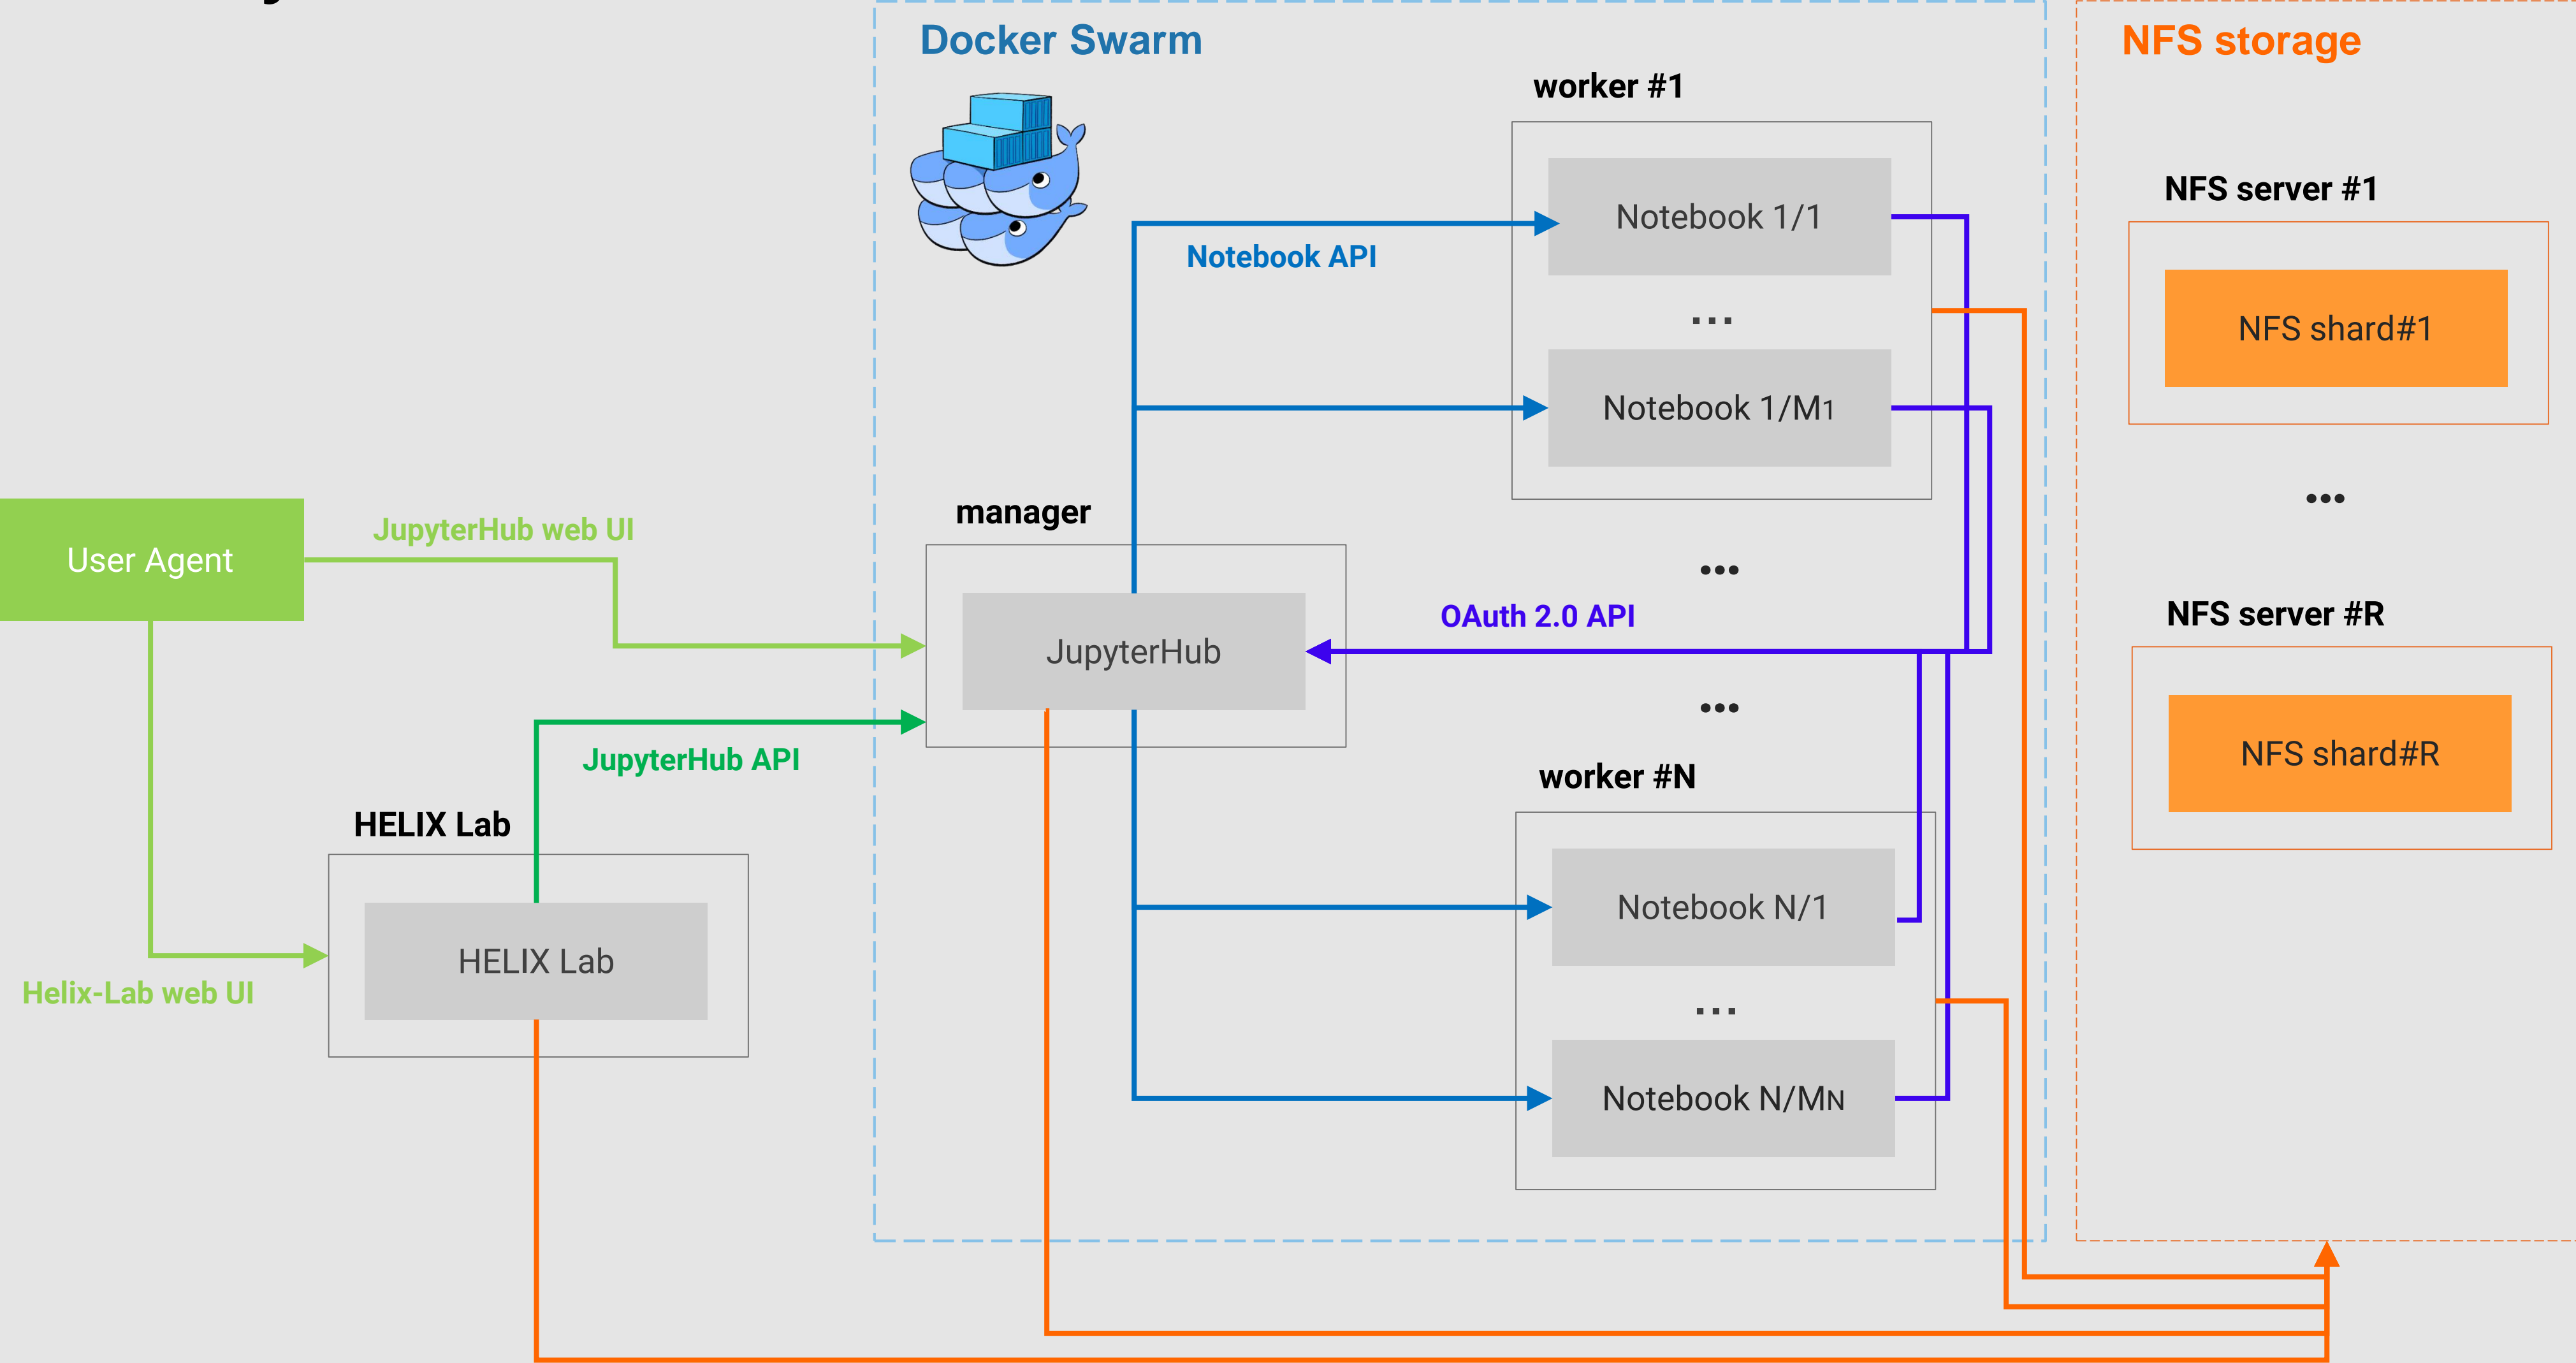 Docker Swarm
NFS storage
worker #1
NFS server #1
Notebook 1/1
Notebook API
...
NFS shard#1
Notebook 1/M1
...
manager
JupyterHub web UI
User Agent
...
OAuth 2.0 API
NFS server #R
JupyterHub
...
JupyterHub API
NFS shard#R
worker #N
HELIX Lab
Notebook N/1
HELIX Lab
Helix-Lab web UI
...
Notebook N/MN